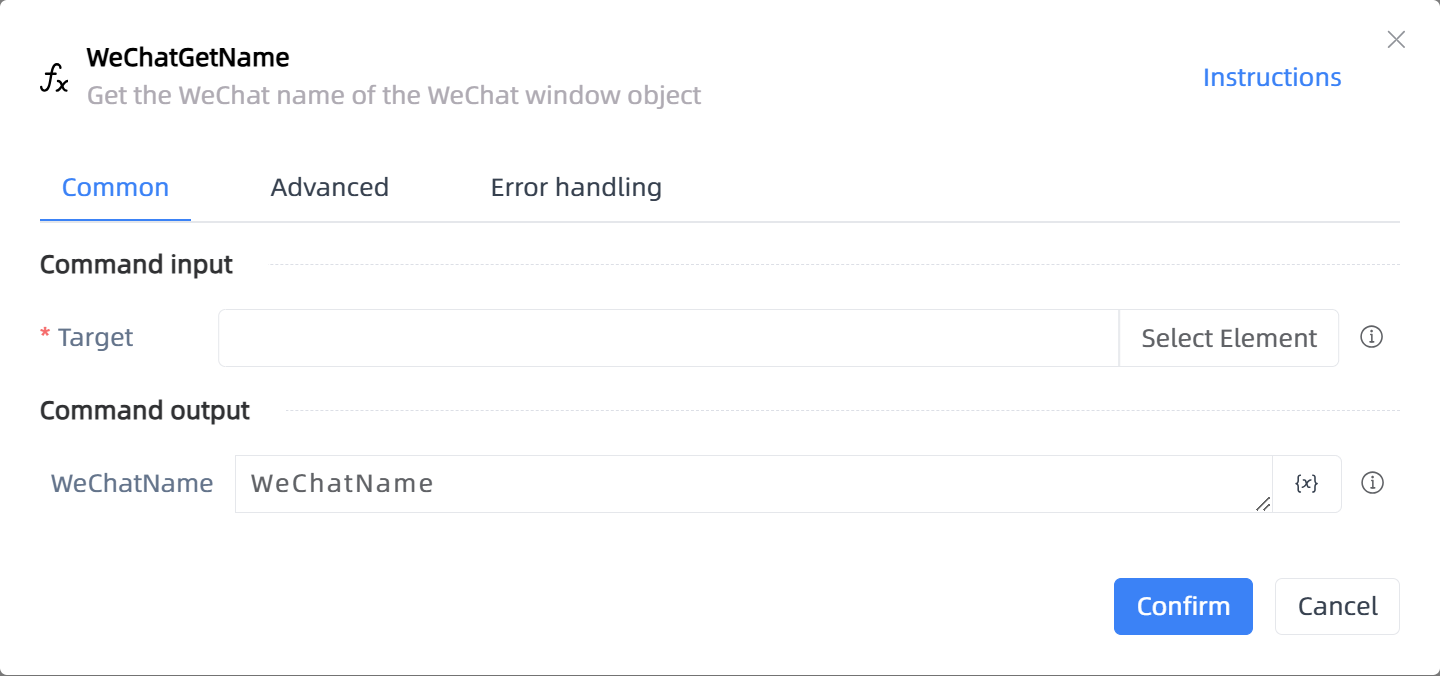 fx
WeChatGetName
Get the WeChat name of the WeChat window object
Instructions
Common Advanced Error handling
Command input
* Target Select Element
Command output
WeChatName WeChatName {x}
Confirm Cancel